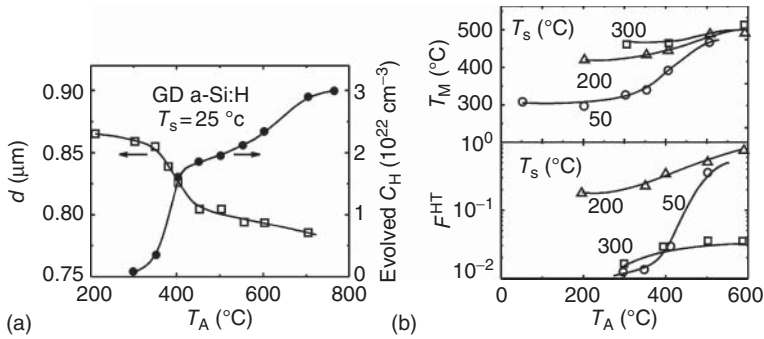 0.90
0.85
0.80
0.75
d (μm)
GD a-Si:H
T_s = 25 °c
3
2
1
0
Evolved C_H (10^22 cm^−3)
200 400 600 800
T_A (°C)
(a)
500
300
100
T_M (°C)
T_s (°C)
300
200
50
10^0
10^−1
10^−2
F^HT
T_s (°C)
200
50
300
0 200 400 600
T_A (°C)
(b)